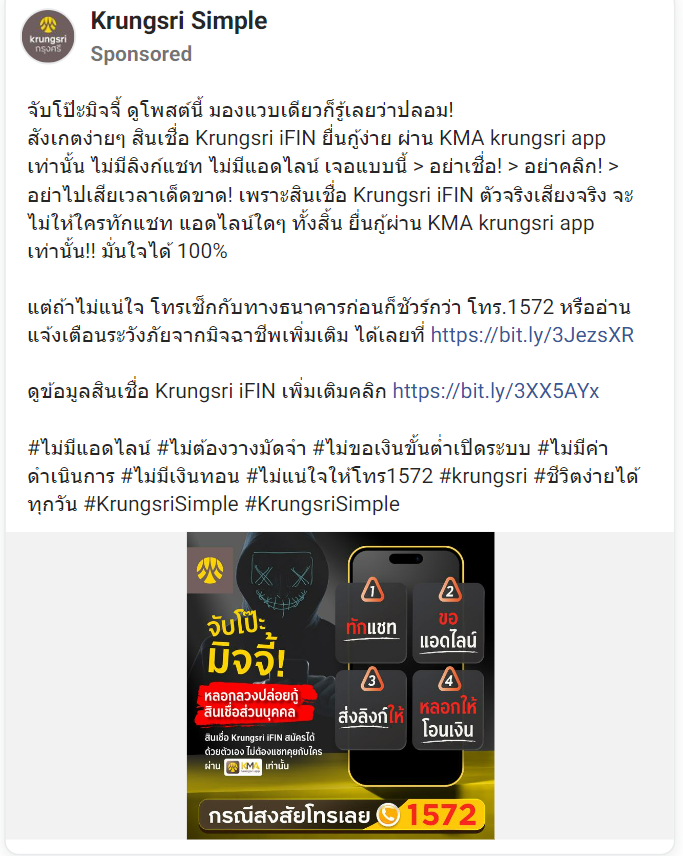 Krungsri Simple
Sponsored
krungsri
กรุงศรี
จับโป๊ะมิจจี้ ดูโพสต์นี้ มองแวบเดียวก็รู้เลยว่าปลอม!
สังเกตง่ายๆ สินเชื่อ Krungsri iFIN ยื่นกู้ง่าย ผ่าน KMA krungsri app
เท่านั้น ไม่มีลิงก์แชท ไม่มีแอดไลน์ เจอแบบนี้ > อย่าเชื่อ! > อย่าคลิก! >
อย่าไปเสียเวลาเด็ดขาด! เพราะสินเชื่อ Krungsri iFIN ตัวจริงเสียงจริง จะ
ไม่ให้ใครทักแชท แอดไลน์ใดๆ ทั้งสิ้น ยื่นกู้ผ่าน KMA krungsri app
เท่านั้น!! มั่นใจได้ 100%
แต่ถ้าไม่แน่ใจ โทรเช็กกับทางธนาคารก่อนก็ชัวร์กว่า โทร.1572 หรืออ่าน
แจ้งเตือนระวังภัยจากมิจฉาชีพเพิ่มเติม ได้เลยที่ https://bit.ly/3JezsXR
ดูข้อมูลสินเชื่อ Krungsri iFIN เพิ่มเติมคลิก https://bit.ly/3XX5AYx
#ไม่มีแอดไลน์ #ไม่ต้องวางมัดจำ #ไม่ขอเงินขั้นต่ำเปิดระบบ #ไม่มีค่า
ดำเนินการ #ไม่มีเงินทอน #ไม่แน่ใจให้โทร1572 #krungsri #ชีวิตง่ายได้
ทุกวัน #KrungsriSimple #KrungsriSimple
จับโป๊ะ
มิจจี้!
หลอกลวงปล่อยกู้
สินเชื่อส่วนบุคคล
สินเชื่อ Krungsri iFIN สมัครได้
ด้วยตัวเอง ไม่ต้องแชทคุยกับใคร
ผ่าน KMA krungsri app เท่านั้น
1
ทักแชท
2
ขอ
แอดไลน์
3
ส่งลิงก์ให้
4
หลอกให้
โอนเงิน
กรณีสงสัยโทรเลย 1572